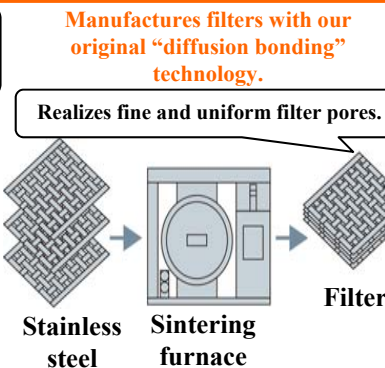 Manufactures filters with our
original “diffusion bonding”
technology.
Realizes fine and uniform filter pores.
Filter
Stainless
steel
Sintering
furnace